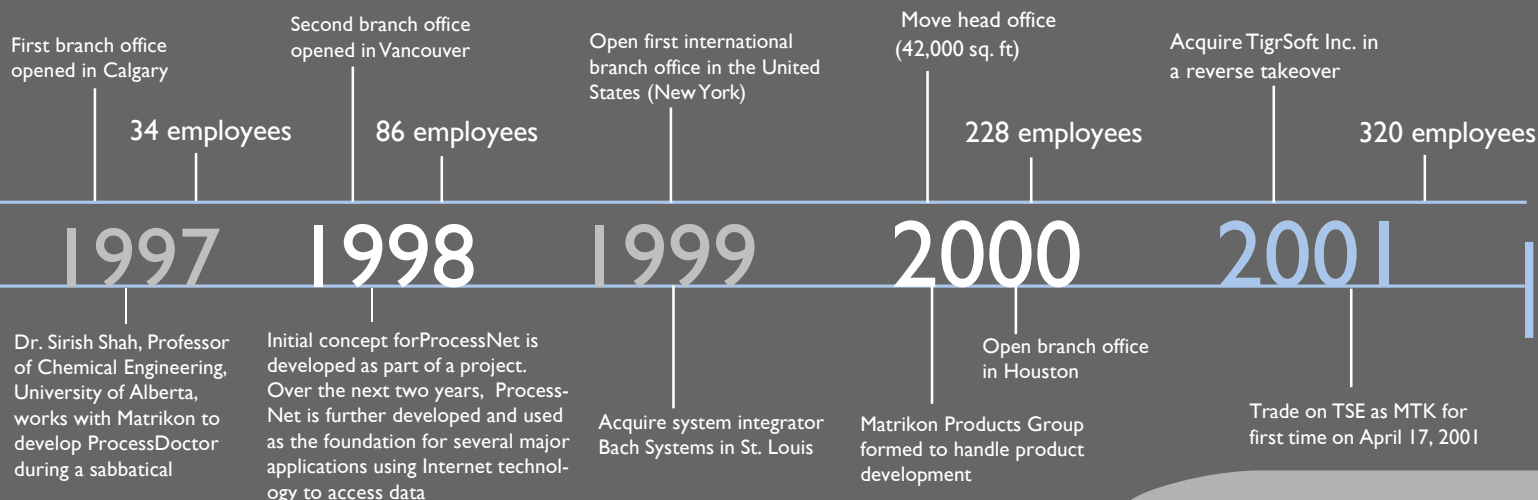 First branch office
opened in Calgary
34 employees
Second branch office
opened in Vancouver
86 employees
Open first international
branch office in the United
States (New York)
Move head office
(42,000 sq. ft)
228 employees
Acquire TigrSoft Inc. in
a reverse takeover
320 employees
1997
1998
1999
2000
2001
Dr. Sirish Shah, Professor
of Chemical Engineering,
University of Alberta,
works with Matrikon to
develop ProcessDoctor
during a sabbatical
Initial concept forProcessNet is
developed as part of a project.
Over the next two years,  Process-
Net is further developed and used
as the foundation for several major
applications using Internet technol-
ogy to access data
Acquire system integrator
Bach Systems in St. Louis
Matrikon Products Group
formed to handle product
development
Open branch office
in Houston
Trade on TSE as MTK for
first time on April 17, 2001